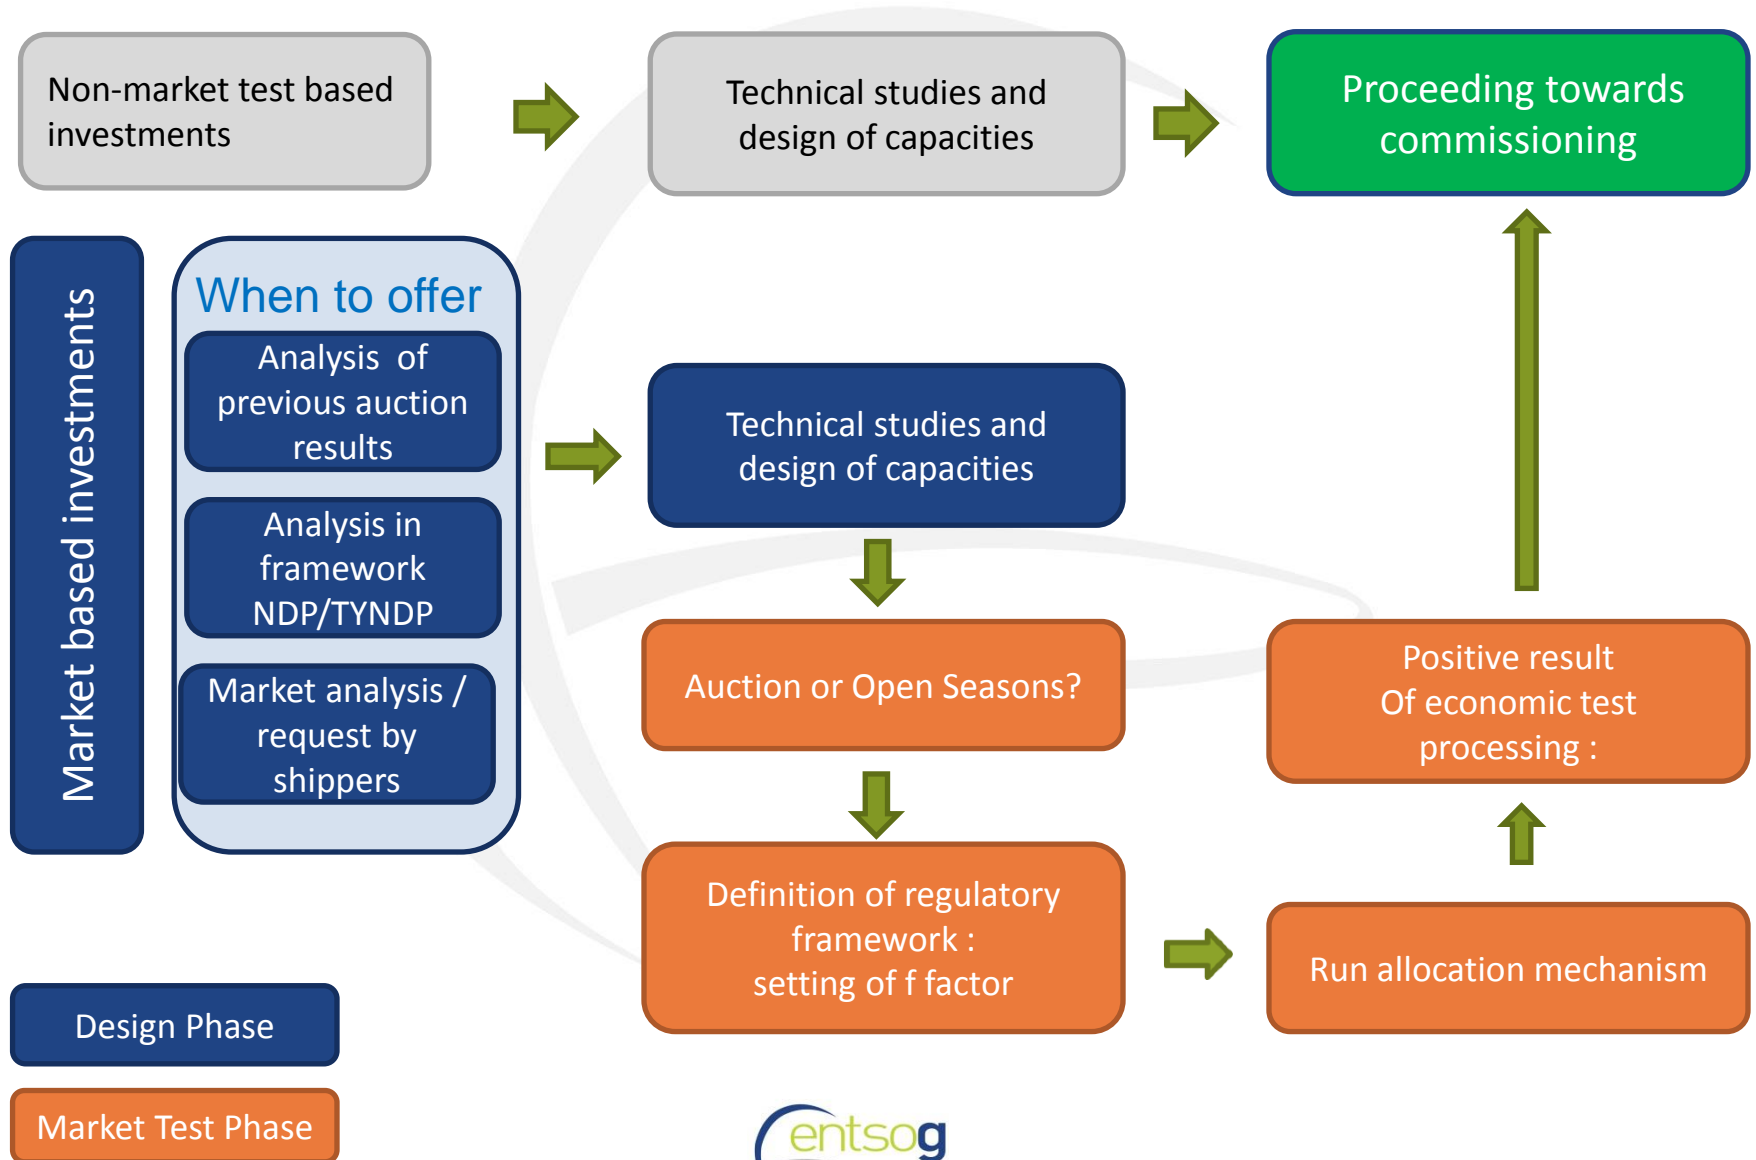 Non-market test based
investments
Technical studies and
design of capacities
Proceeding towards
commissioning
Market based investments
When to offer
Analysis of
previous auction
results
Analysis in
framework
NDP/TYNDP
Market analysis /
request by
shippers
Technical studies and
design of capacities
Auction or Open Seasons?
Definition of regulatory
framework :
setting of f factor
Run allocation mechanism
Positive result
Of economic test
processing :
Design Phase
Market Test Phase
entsog